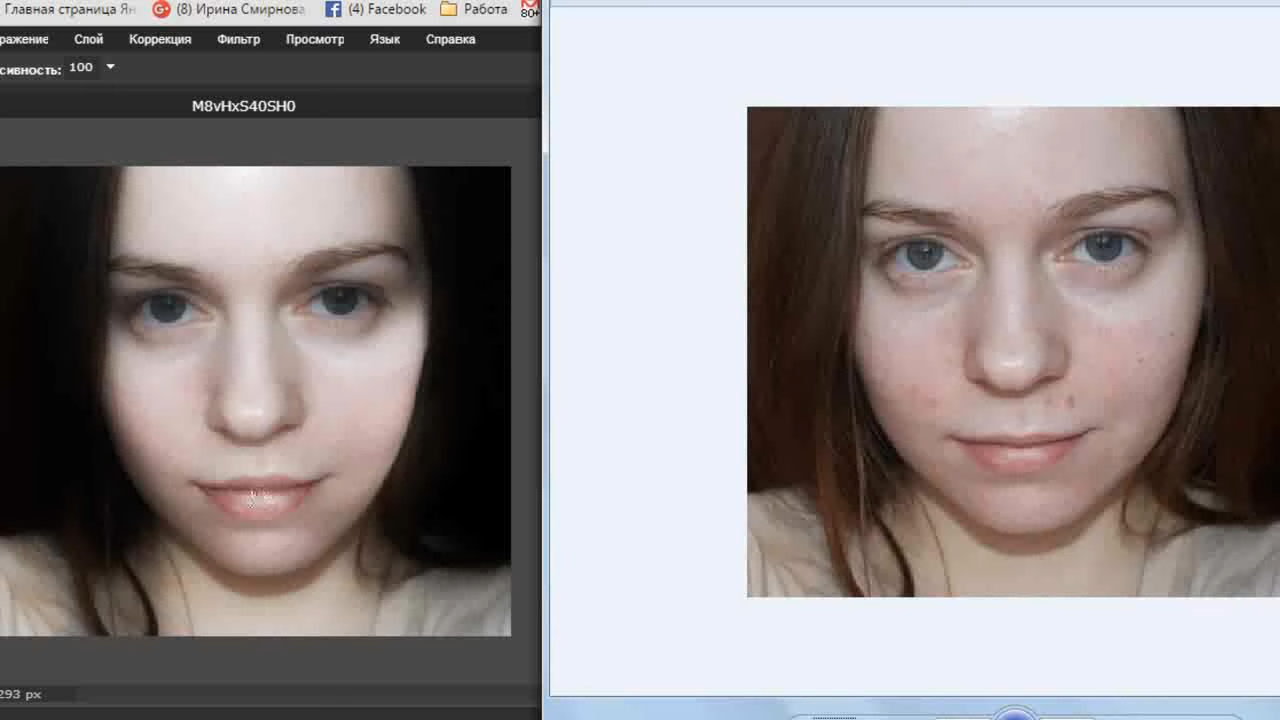 Главная страница Ян
(8) Ирина Смирнова
(4) Facebook
Работа
80+
ражение Слой Коррекция Фильтр Просмотр Язык Справка
сивность: 100
M8vHxS40SH0
293 px